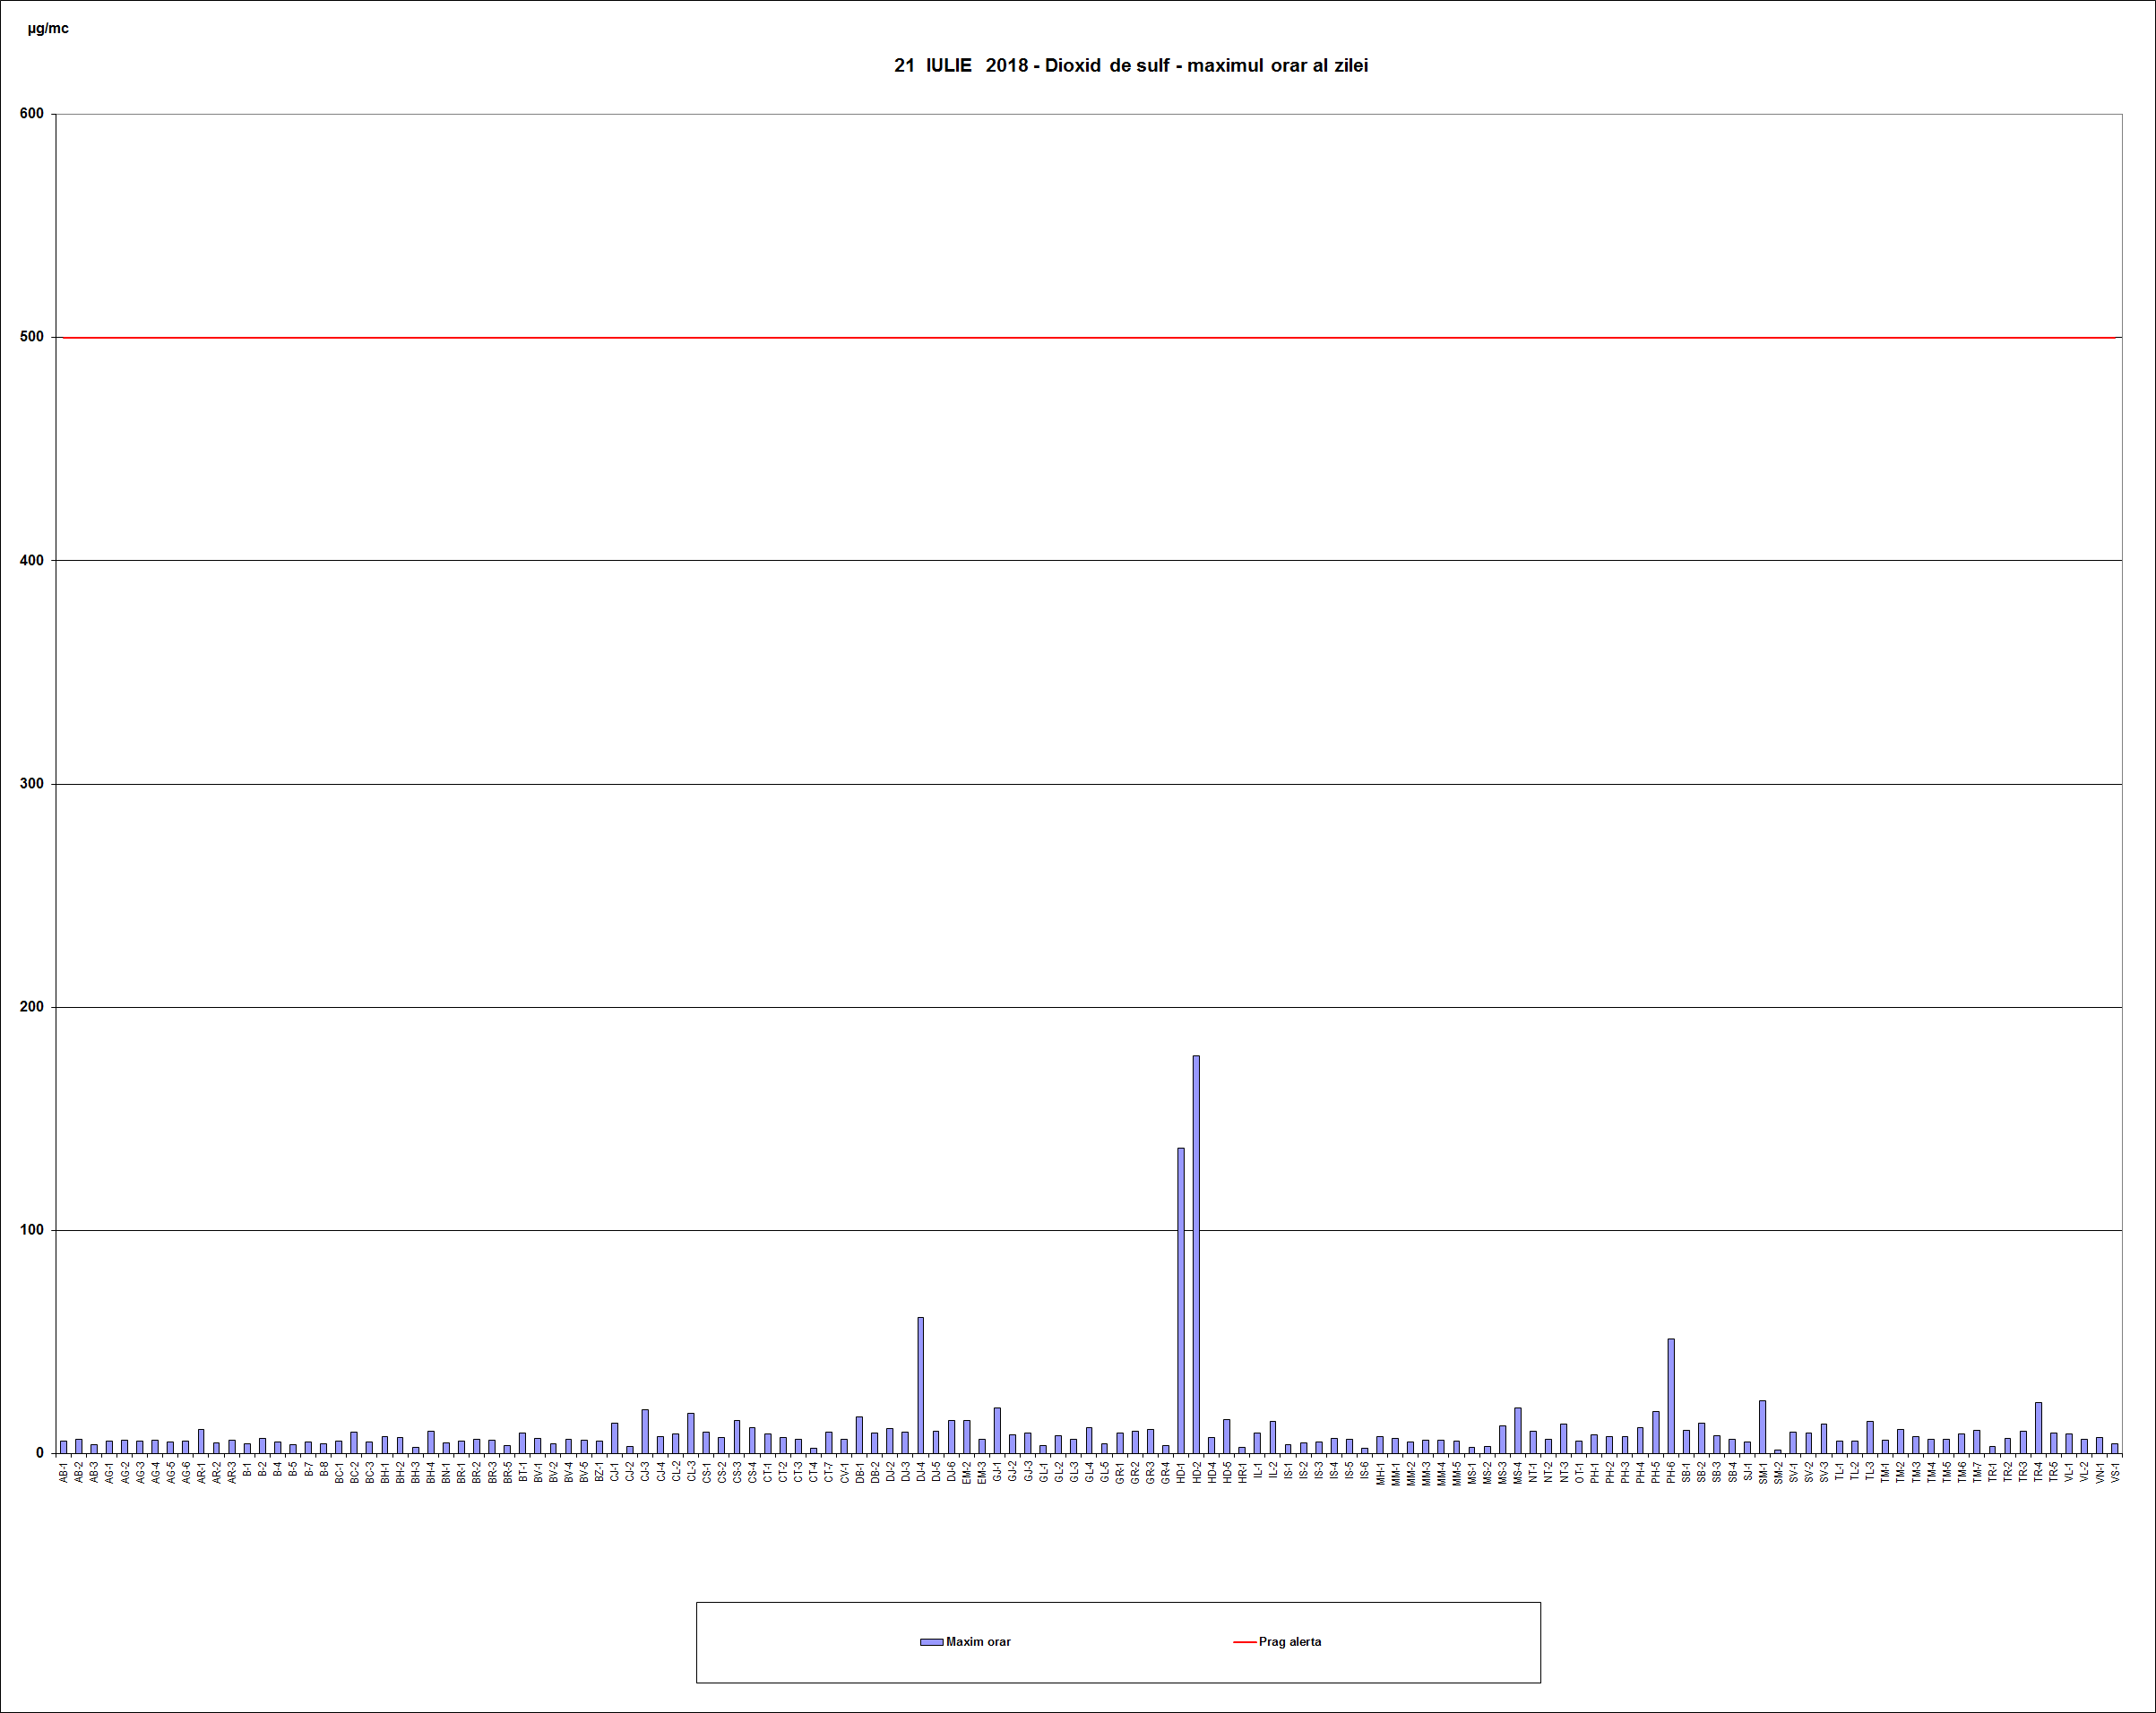 µg/mc
21 IULIE 2018 - Dioxid de sulf - maximul orar al zilei
600
500
400
300
200
100
0
AB-1 AB-2 AB-3 AG-1 AG-2 AG-3 AG-4 AG-5 AG-6 AR-1 AR-2 AR-3 B-1 B-2 B-4 B-5 B-7 B-8 BC-1 BC-2 BC-3 BH-1 BH-2 BH-3 BH-4 BN-1 BR-1 BR-2 BR-3 BR-5 BT-1 BV-1 BV-2 BV-4 BV-5 BZ-1 CJ-1 CJ-2 CJ-3 CJ-4 CL-2 CL-3 CS-1 CS-2 CS-3 CS-4 CT-1 CT-2 CT-3 CT-4 CT-7 CV-1 DB-1 DB-2 DJ-2 DJ-3 DJ-4 DJ-5 DJ-6 EM-2 EM-3 GJ-1 GJ-2 GJ-3 GL-1 GL-2 GL-3 GL-4 GL-5 GR-1 GR-2 GR-3 GR-4 HD-1 HD-2 HD-4 HD-5 HR-1 IL-1 IL-2 IS-1 IS-2 IS-3 IS-4 IS-5 IS-6 MH-1 MM-1 MM-2 MM-3 MM-4 MM-5 MS-1 MS-2 MS-3 MS-4 NT-1 NT-2 NT-3 OT-1 PH-1 PH-2 PH-3 PH-4 PH-5 PH-6 SB-1 SB-2 SB-3 SB-4 SJ-1 SM-1 SM-2 SV-1 SV-2 SV-3 TL-1 TL-2 TL-3 TM-1 TM-2 TM-3 TM-4 TM-5 TM-6 TM-7 TR-1 TR-2 TR-3 TR-4 TR-5 VL-1 VL-2 VN-1 VS-1
Maxim orar Prag alerta